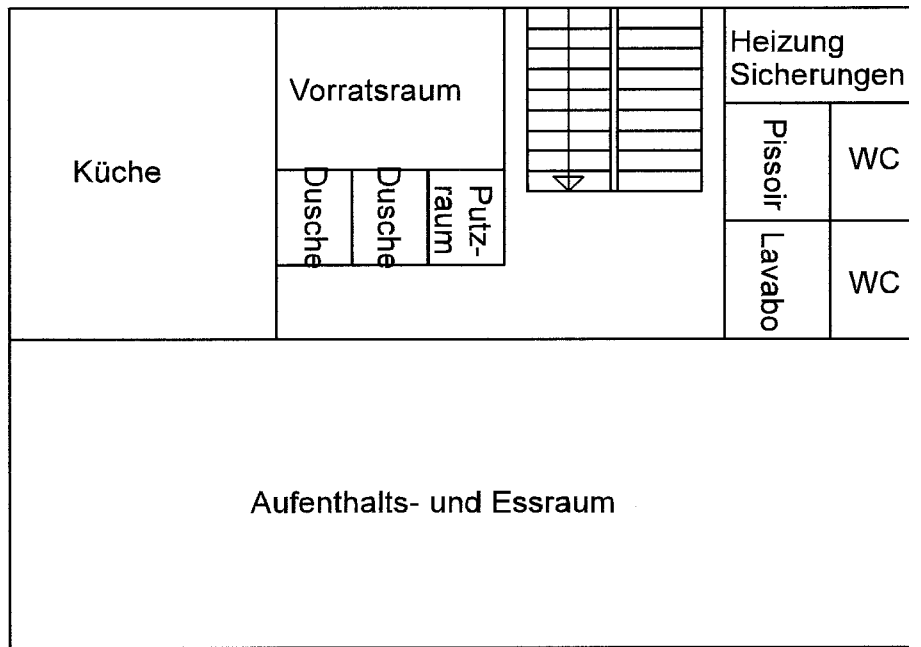 Heizung
Sicherungen
Vorratsraum
Küche
Pissoir
WC
Dusche
Dusche
Putz-
raum
Lavabo
WC
Aufenthalts- und Essraum